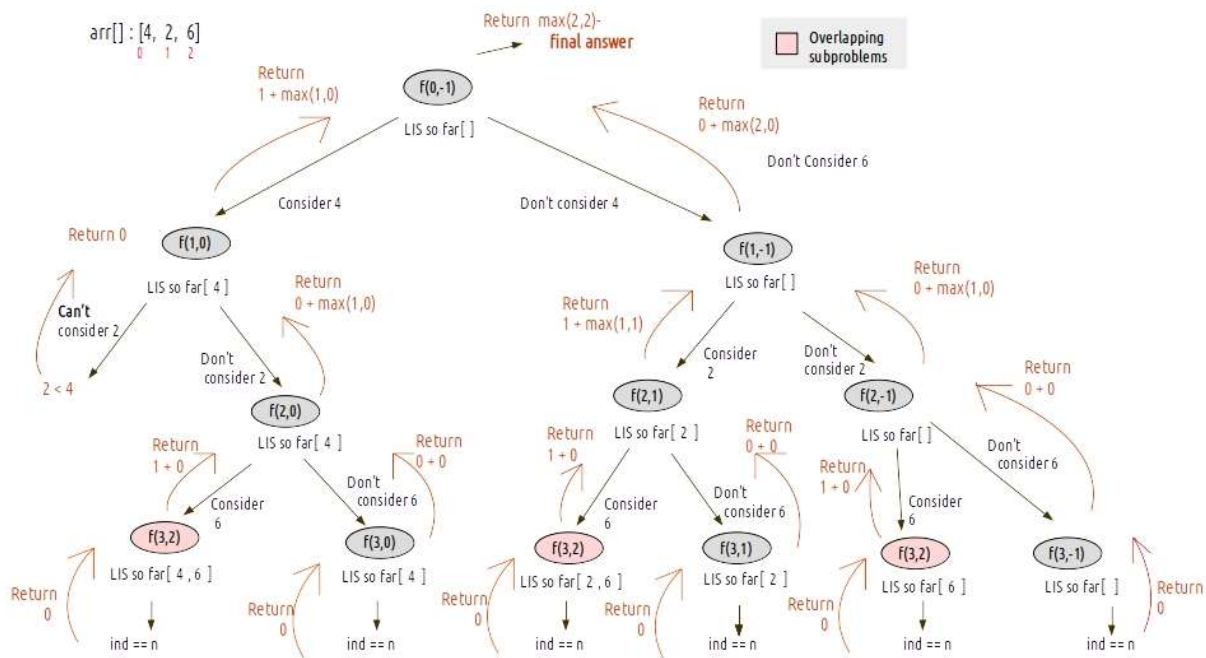 arr[] : [4, 2, 6]
0 1 2
Return max(2,2)-
final answer
Overlapping
subproblems
Return
1 + max(1,0)
f(0,-1)
LIS so far[ ]
Return
0 + max(2,0)
Don't Consider 6
Consider 4
Don't consider 4
Return 0
f(1,0)
LIS so far[ 4 ]
f(1,-1)
LIS so far[ ]
Can't
consider 2
2 < 4
Return
0 + max(1,0)
Don't
consider 2
Return
1 + max(1,1)
Consider
2
Return
0 + max(1,0)
Don't
consider 2
f(2,0)
LIS so far[ 4 ]
f(2,1)
LIS so far[ 2 ]
f(2,-1)
LIS so far[ ]
Return
0 + 0
Return
1 + 0
Consider
6
Don't
consider 6
Return
0 + 0
Return
1 + 0
Consider
6
Don't
consider 6
Return
0 + 0
Return
1 + 0
Consider
6
Don't
consider 6
f(3,2)
LIS so far[ 4 , 6 ]
f(3,0)
LIS so far[ 4 ]
f(3,2)
LIS so far[ 2 , 6 ]
f(3,1)
LIS so far[ 2 ]
f(3,2)
LIS so far[ 6 ]
f(3,-1)
LIS so far[ ]
Return
0
ind == n
Return
0
ind == n
Return
0
ind == n
Return
0
ind == n
Return
0
ind == n
Return
0
ind == n